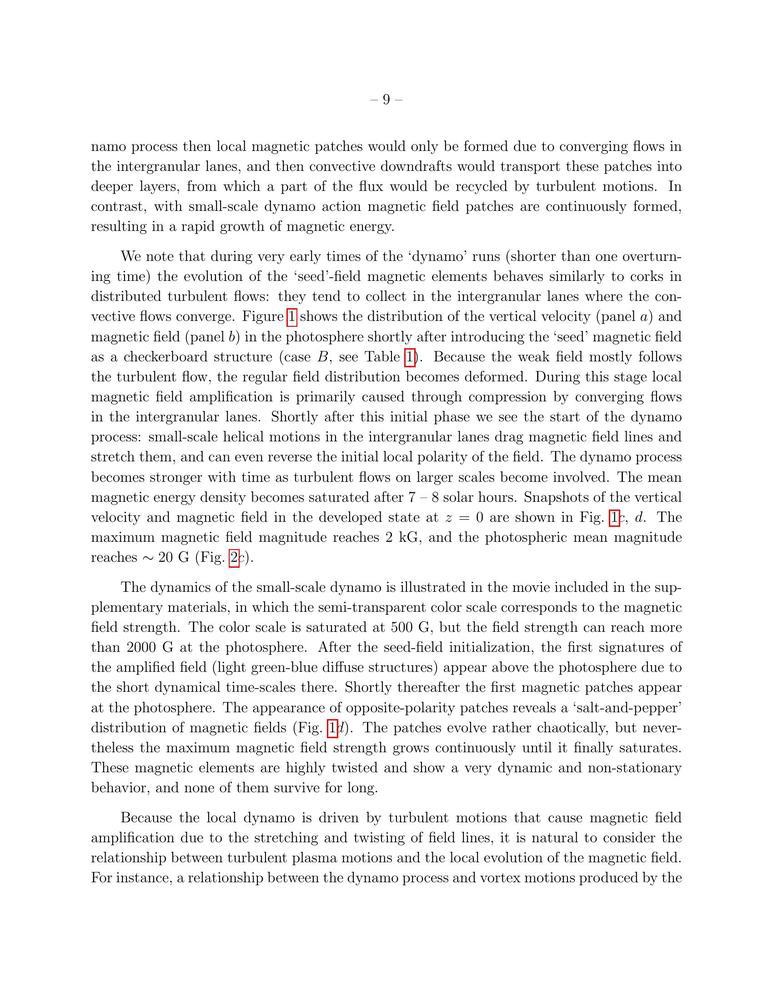 – 9 –
namo process then local magnetic patches would only be formed due to converging flows in
the intergranular lanes, and then convective downdrafts would transport these patches into
deeper layers, from which a part of the flux would be recycled by turbulent motions. In
contrast, with small-scale dynamo action magnetic field patches are continuously formed,
resulting in a rapid growth of magnetic energy.
We note that during very early times of the ‘dynamo’ runs (shorter than one overturn-
ing time) the evolution of the ‘seed’-field magnetic elements behaves similarly to corks in
distributed turbulent flows: they tend to collect in the intergranular lanes where the con-
vective flows converge. Figure 1 shows the distribution of the vertical velocity (panel a) and
magnetic field (panel b) in the photosphere shortly after introducing the ‘seed’ magnetic field
as a checkerboard structure (case B, see Table 1). Because the weak field mostly follows
the turbulent flow, the regular field distribution becomes deformed. During this stage local
magnetic field amplification is primarily caused through compression by converging flows
in the intergranular lanes. Shortly after this initial phase we see the start of the dynamo
process: small-scale helical motions in the intergranular lanes drag magnetic field lines and
stretch them, and can even reverse the initial local polarity of the field. The dynamo process
becomes stronger with time as turbulent flows on larger scales become involved. The mean
magnetic energy density becomes saturated after 7 – 8 solar hours. Snapshots of the vertical
velocity and magnetic field in the developed state at z = 0 are shown in Fig. 1c, d. The
maximum magnetic field magnitude reaches 2 kG, and the photospheric mean magnitude
reaches ∼ 20 G (Fig. 2c).
The dynamics of the small-scale dynamo is illustrated in the movie included in the sup-
plementary materials, in which the semi-transparent color scale corresponds to the magnetic
field strength. The color scale is saturated at 500 G, but the field strength can reach more
than 2000 G at the photosphere. After the seed-field initialization, the first signatures of
the amplified field (light green-blue diffuse structures) appear above the photosphere due to
the short dynamical time-scales there. Shortly thereafter the first magnetic patches appear
at the photosphere. The appearance of opposite-polarity patches reveals a ‘salt-and-pepper’
distribution of magnetic fields (Fig. 1d). The patches evolve rather chaotically, but never-
theless the maximum magnetic field strength grows continuously until it finally saturates.
These magnetic elements are highly twisted and show a very dynamic and non-stationary
behavior, and none of them survive for long.
Because the local dynamo is driven by turbulent motions that cause magnetic field
amplification due to the stretching and twisting of field lines, it is natural to consider the
relationship between turbulent plasma motions and the local evolution of the magnetic field.
For instance, a relationship between the dynamo process and vortex motions produced by the